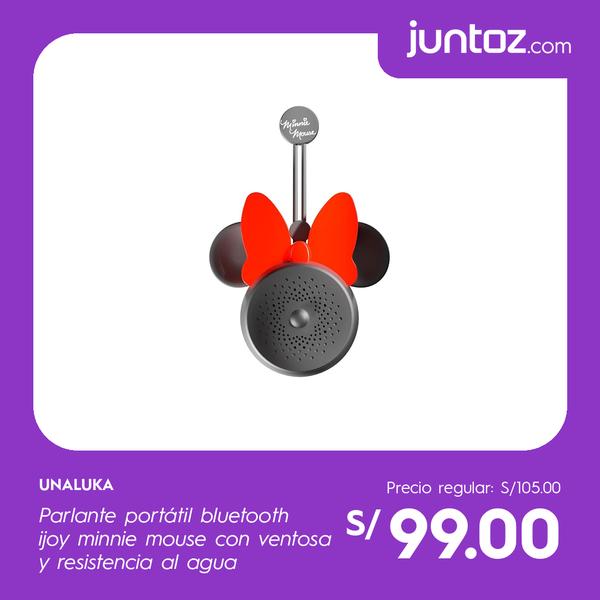 juntoz.com
Minnie
Mouse
UNALUKA
Parlante portátil bluetooth
ijoy minnie mouse con ventosa
y resistencia al agua
Precio regular: S/105.00
S/99.00